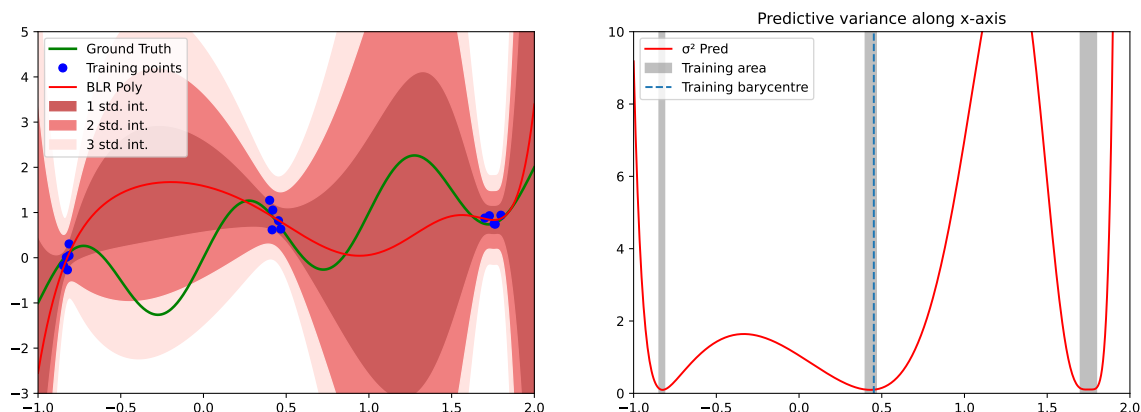 5
4
3
2
1
0
−1
−2
−3
−1.0 −0.5 0.0 0.5 1.0 1.5 2.0
Ground Truth
Training points
BLR Poly
1 std. int.
2 std. int.
3 std. int.
Predictive variance along x-axis
10
8
6
4
2
0
−1.0 −0.5 0.0 0.5 1.0 1.5 2.0
σ² Pred
Training area
Training barycentre